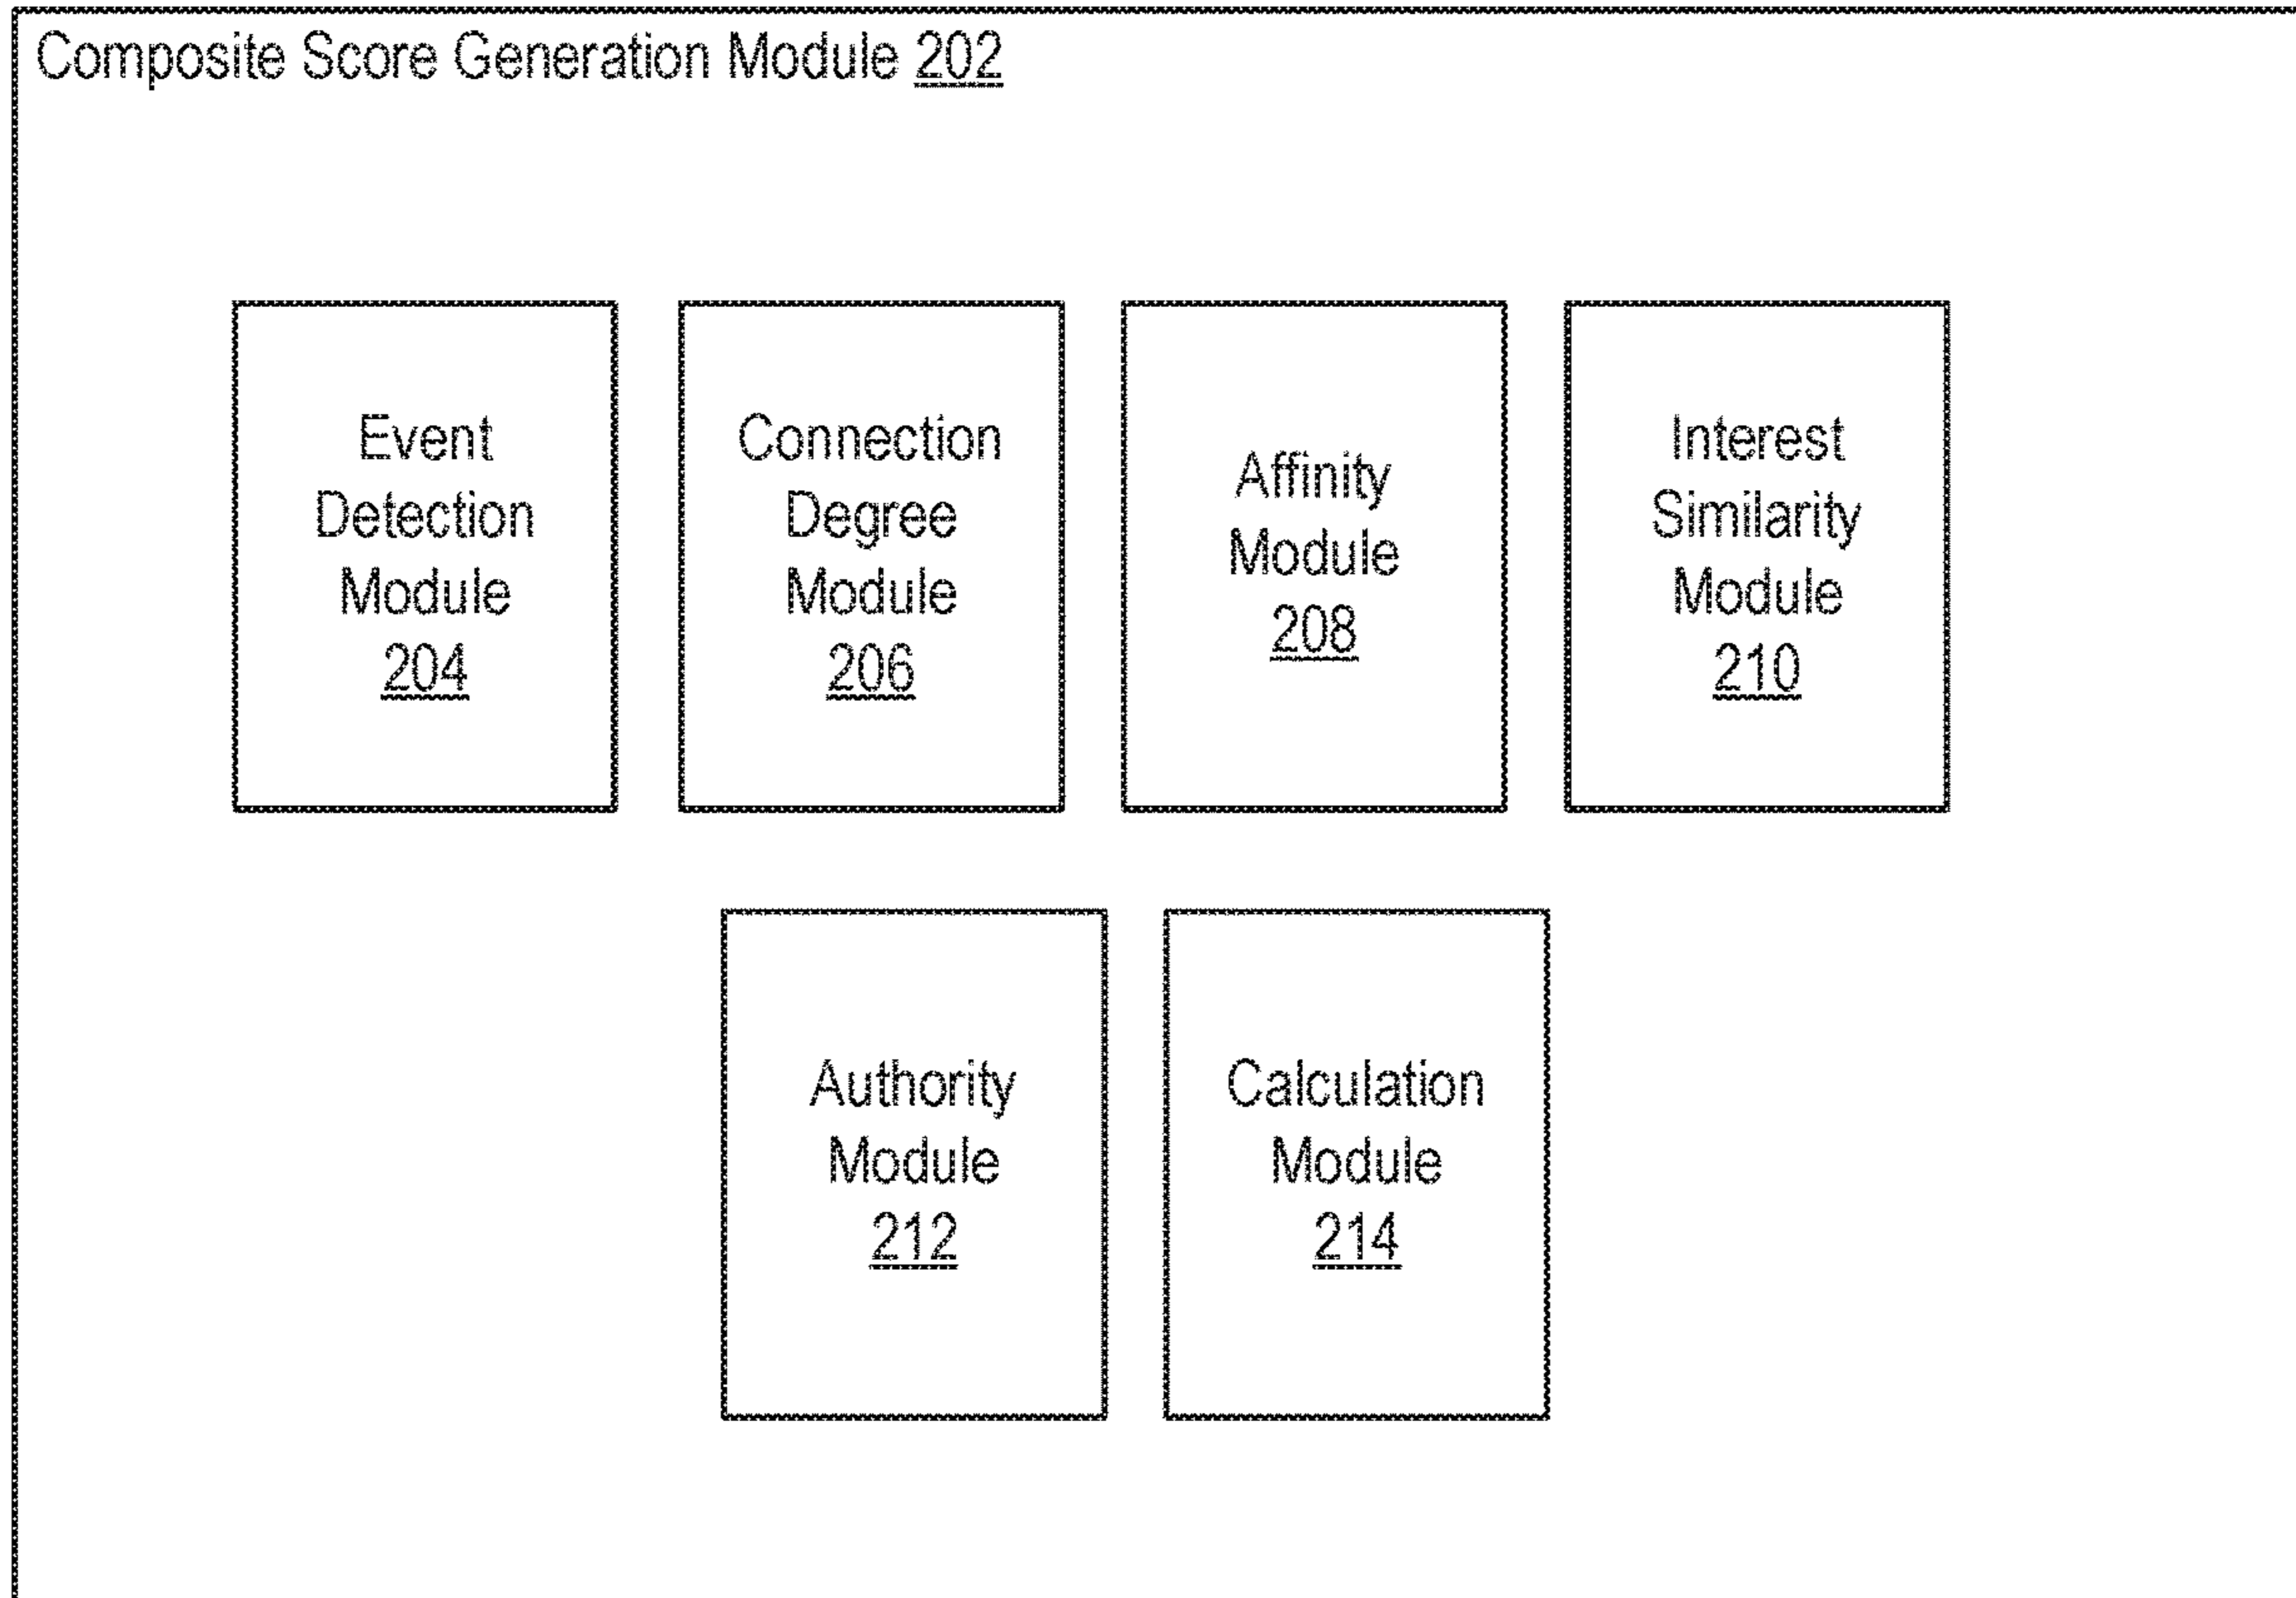 Composite Score Generation Module 202
Event
Detection
Module
204
Connection
Degree
Module
206
Affinity
Module
208
Interest
Similarity
Module
210
Authority
Module
212
Calculation
Module
214